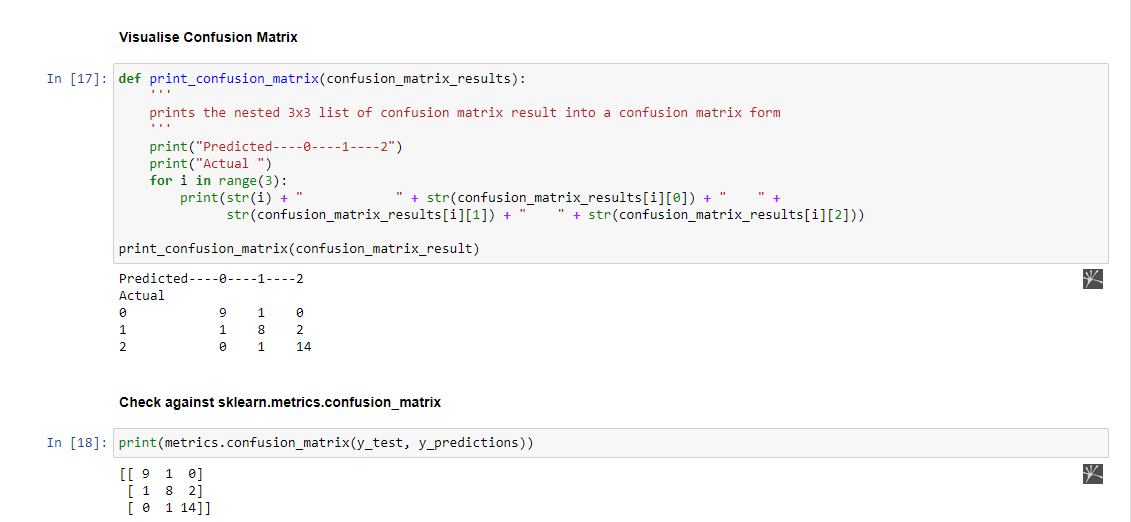 Visualise Confusion Matrix
In [17]: def print_confusion_matrix(confusion_matrix_results):
    '''
    prints the nested 3x3 list of confusion matrix result into a confusion matrix form
    '''
    print("Predicted----0----1----2")
    print("Actual ")
    for i in range(3):
        print(str(i) + "            " + str(confusion_matrix_results[i][0]) + "    " +
              str(confusion_matrix_results[i][1]) + "    " + str(confusion_matrix_results[i][2]))
print_confusion_matrix(confusion_matrix_result)
Predicted----0----1----2
Actual
0            9    1    0
1            1    8    2
2            0    1    14
Check against sklearn.metrics.confusion_matrix
In [18]: print(metrics.confusion_matrix(y_test, y_predictions))
[[ 9  1  0]
 [ 1  8  2]
 [ 0  1 14]]